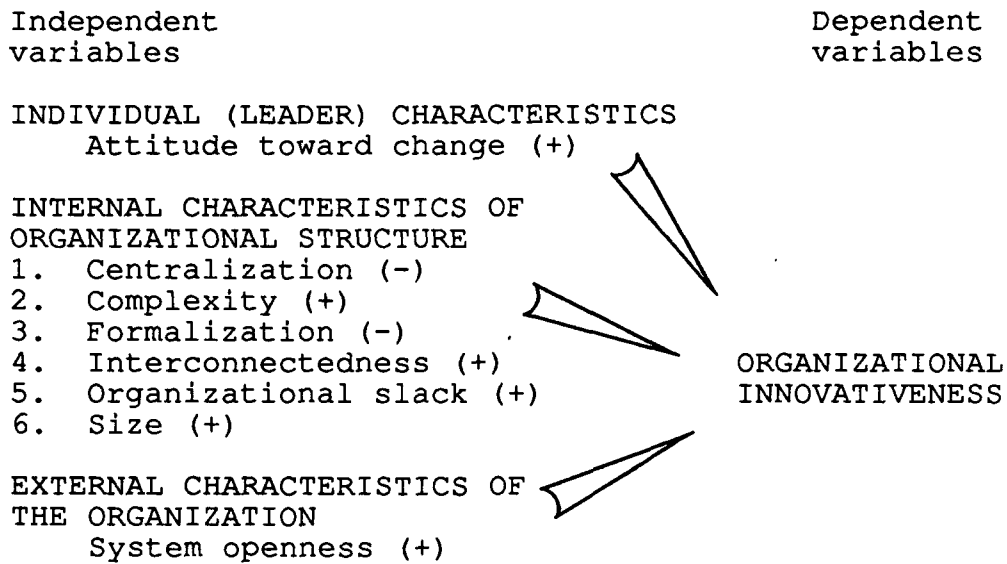 Independent variables
Dependent variables
INDIVIDUAL (LEADER) CHARACTERISTICS
Attitude toward change (+)
INTERNAL CHARACTERISTICS OF
ORGANIZATIONAL STRUCTURE
1. Centralization (-)
2. Complexity (+)
3. Formalization (-)
4. Interconnectedness (+)
5. Organizational slack (+)
6. Size (+)
ORGANIZATIONAL
INNOVATIVENESS
EXTERNAL CHARACTERISTICS OF
THE ORGANIZATION
System openness (+)